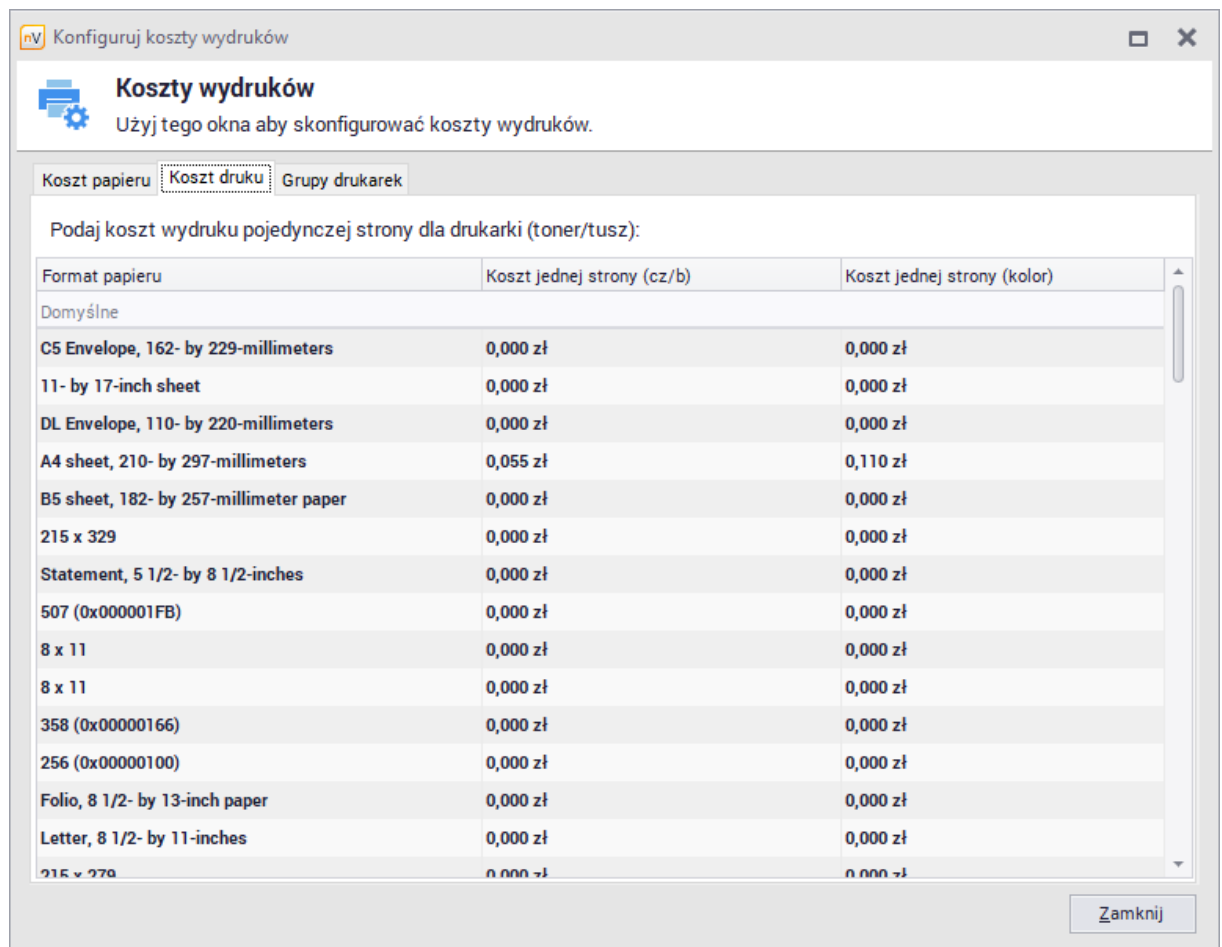 nV Konfiguruj koszty wydruków
Koszty wydruków
Użyj tego okna aby skonfigurować koszty wydruków.
Koszt papieru Koszt druku Grupy drukarek
Podaj koszt wydruku pojedynczej strony dla drukarki (toner/tusz):
Format papieru Koszt jednej strony (cz/b) Koszt jednej strony (kolor)
Domyślne
C5 Envelope, 162- by 229-millimeters 0,000 zł 0,000 zł
11- by 17-inch sheet 0,000 zł 0,000 zł
DL Envelope, 110- by 220-millimeters 0,000 zł 0,000 zł
A4 sheet, 210- by 297-millimeters 0,055 zł 0,110 zł
B5 sheet, 182- by 257-millimeter paper 0,000 zł 0,000 zł
215 x 329 0,000 zł 0,000 zł
Statement, 5 1/2- by 8 1/2-inches 0,000 zł 0,000 zł
507 (0x000001FB) 0,000 zł 0,000 zł
8 x 11 0,000 zł 0,000 zł
8 x 11 0,000 zł 0,000 zł
358 (0x00000166) 0,000 zł 0,000 zł
256 (0x00000100) 0,000 zł 0,000 zł
Folio, 8 1/2- by 13-inch paper 0,000 zł 0,000 zł
Letter, 8 1/2- by 11-inches 0,000 zł 0,000 zł
215 x 279 0,000 zł 0,000 zł
Zamknij